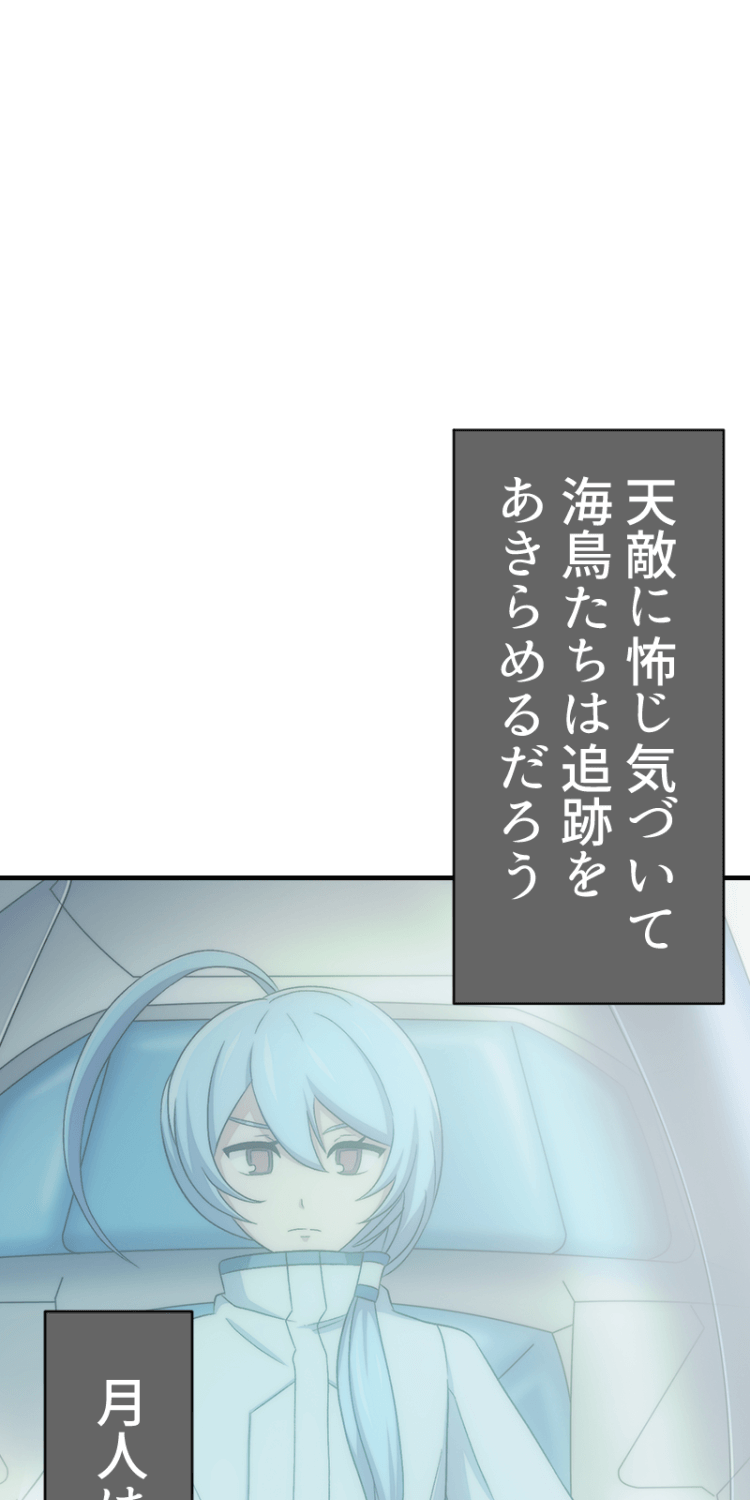 天敵に怖じ気づいて
海鳥たちは追跡を
あきらめるだろう
月人は